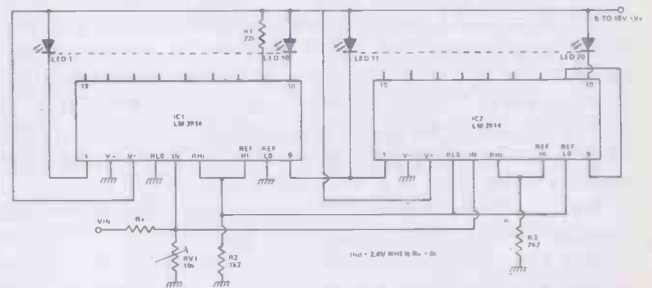 5 TO 18V +V+
R1
22k
LED 1
LED 10
LED 11
LED 20
18
10
18
10
IC1
LM 3914
IC2
LM 3914
1
V-
V+
RLO
IN
RHI
REF
HI
REF
LO
9
1
V-
V+
RLO
IN
RHI
REF
HI
REF
LO
9
VIN
RV1
10k
R2
1k2
R3
2k2